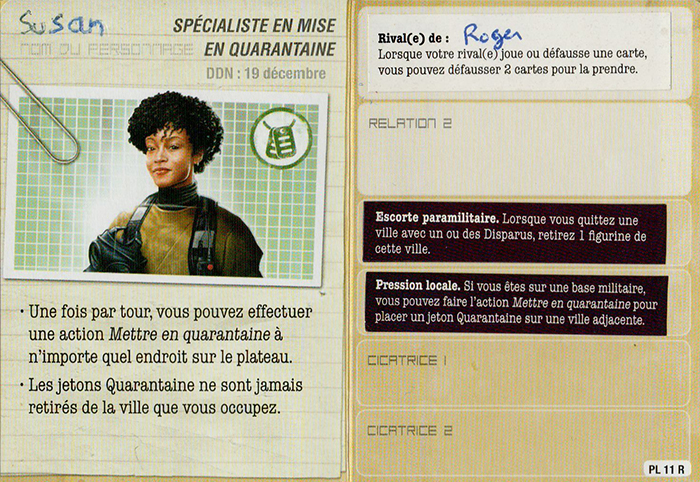 Susan
NOM DU PERSONNAGE
SPÉCIALISTE EN MISE
EN QUARANTAINE
DDN : 19 décembre
· Une fois par tour, vous pouvez effectuer
une action Mettre en quarantaine à
n'importe quel endroit sur le plateau.
· Les jetons Quarantaine ne sont jamais
retirés de la ville que vous occupez.
Rival(e) de : Roger
Lorsque votre rival(e) joue ou défausse une carte,
vous pouvez défausser 2 cartes pour la prendre.
RELATION 2
Escorte paramilitaire. Lorsque vous quittez une
ville avec un ou des Disparus, retirez 1 figurine de
cette ville.
Pression locale. Si vous êtes sur une base militaire,
vous pouvez faire l'action Mettre en quarantaine pour
placer un jeton Quarantaine sur une ville adjacente.
CICATRICE 1
CICATRICE 2
PL 11 R